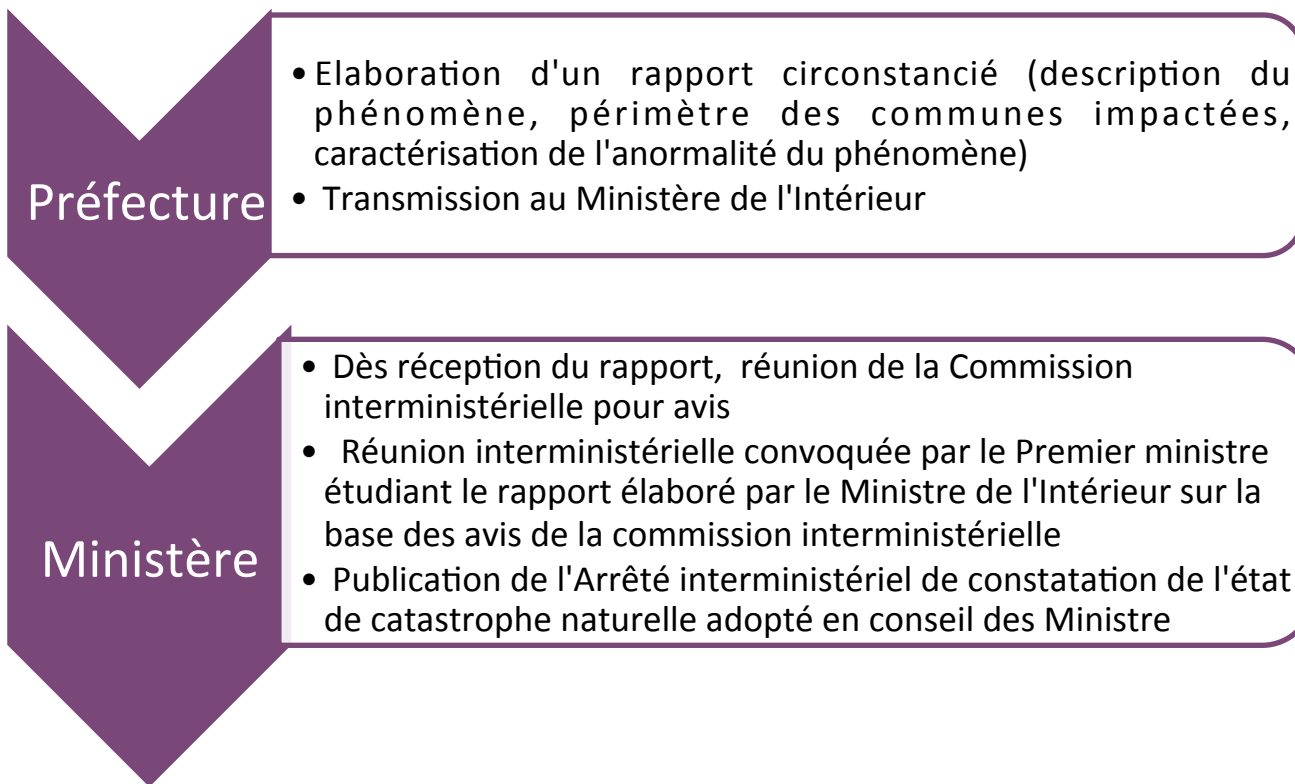 Préfecture
• Elaboration d'un rapport circonstancié (description du
phénomène, périmètre des communes impactées,
caractérisation de l'anormalité du phénomène)
• Transmission au Ministère de l'Intérieur
Ministère
• Dès réception du rapport, réunion de la Commission
interministérielle pour avis
• Réunion interministérielle convoquée par le Premier ministre
étudiant le rapport élaboré par le Ministre de l'Intérieur sur la
base des avis de la commission interministérielle
• Publication de l'Arrêté interministériel de constatation de l'état
de catastrophe naturelle adopté en conseil des Ministre